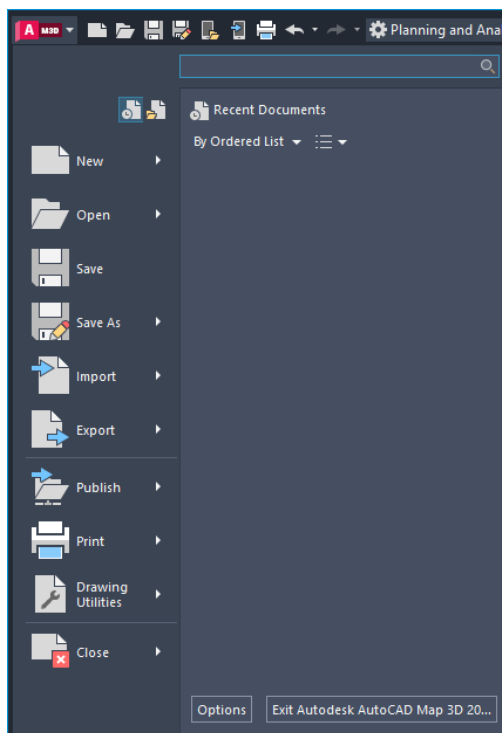 A M3D
Planning and Ana
Recent Documents
By Ordered List
New
Open
Save
Save As
Import
Export
Publish
Print
Drawing
Utilities
Close
Options
Exit Autodesk AutoCAD Map 3D 20...